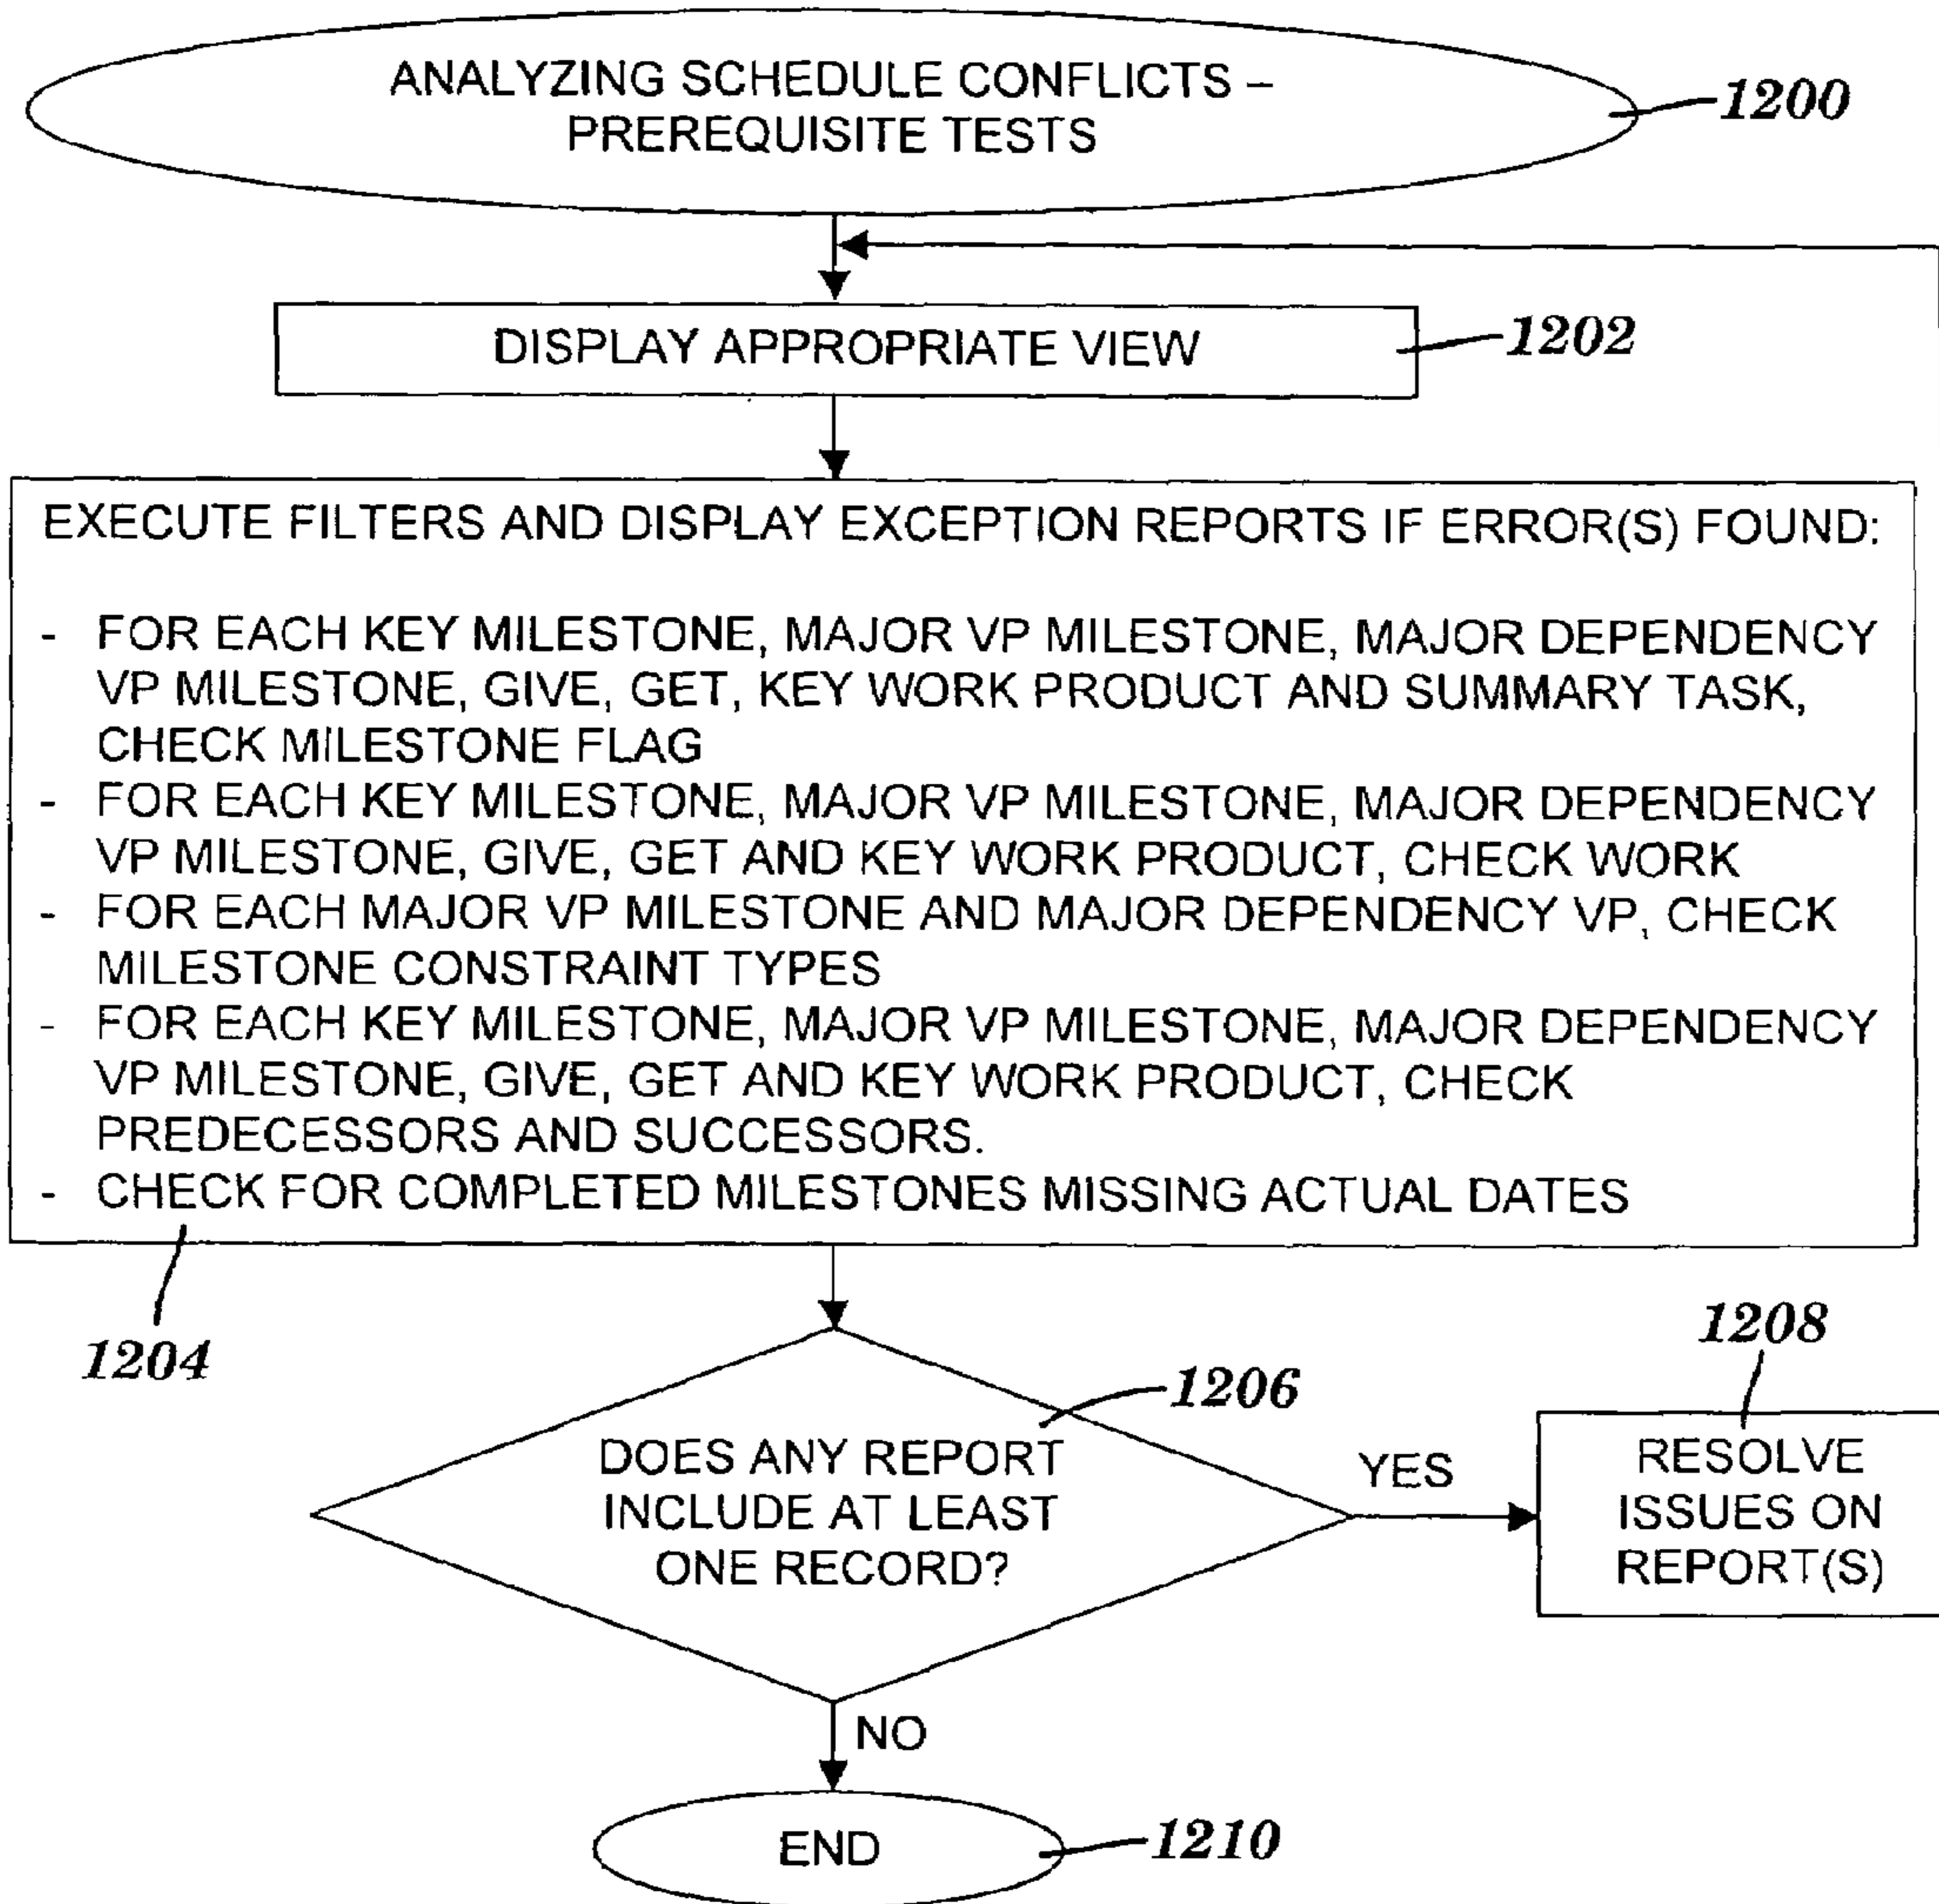 ANALYZING SCHEDULE CONFLICTS –
PREREQUISITE TESTS
1200
DISPLAY APPROPRIATE VIEW
1202
EXECUTE FILTERS AND DISPLAY EXCEPTION REPORTS IF ERROR(S) FOUND:
- FOR EACH KEY MILESTONE, MAJOR VP MILESTONE, MAJOR DEPENDENCY
VP MILESTONE, GIVE, GET, KEY WORK PRODUCT AND SUMMARY TASK,
CHECK MILESTONE FLAG
- FOR EACH KEY MILESTONE, MAJOR VP MILESTONE, MAJOR DEPENDENCY
VP MILESTONE, GIVE, GET AND KEY WORK PRODUCT, CHECK WORK
- FOR EACH MAJOR VP MILESTONE AND MAJOR DEPENDENCY VP, CHECK
MILESTONE CONSTRAINT TYPES
- FOR EACH KEY MILESTONE, MAJOR VP MILESTONE, MAJOR DEPENDENCY
VP MILESTONE, GIVE, GET AND KEY WORK PRODUCT, CHECK
PREDECESSORS AND SUCCESSORS.
- CHECK FOR COMPLETED MILESTONES MISSING ACTUAL DATES
1204
1206
1208
DOES ANY REPORT
INCLUDE AT LEAST
ONE RECORD?
YES
RESOLVE
ISSUES ON
REPORT(S)
NO
END
1210